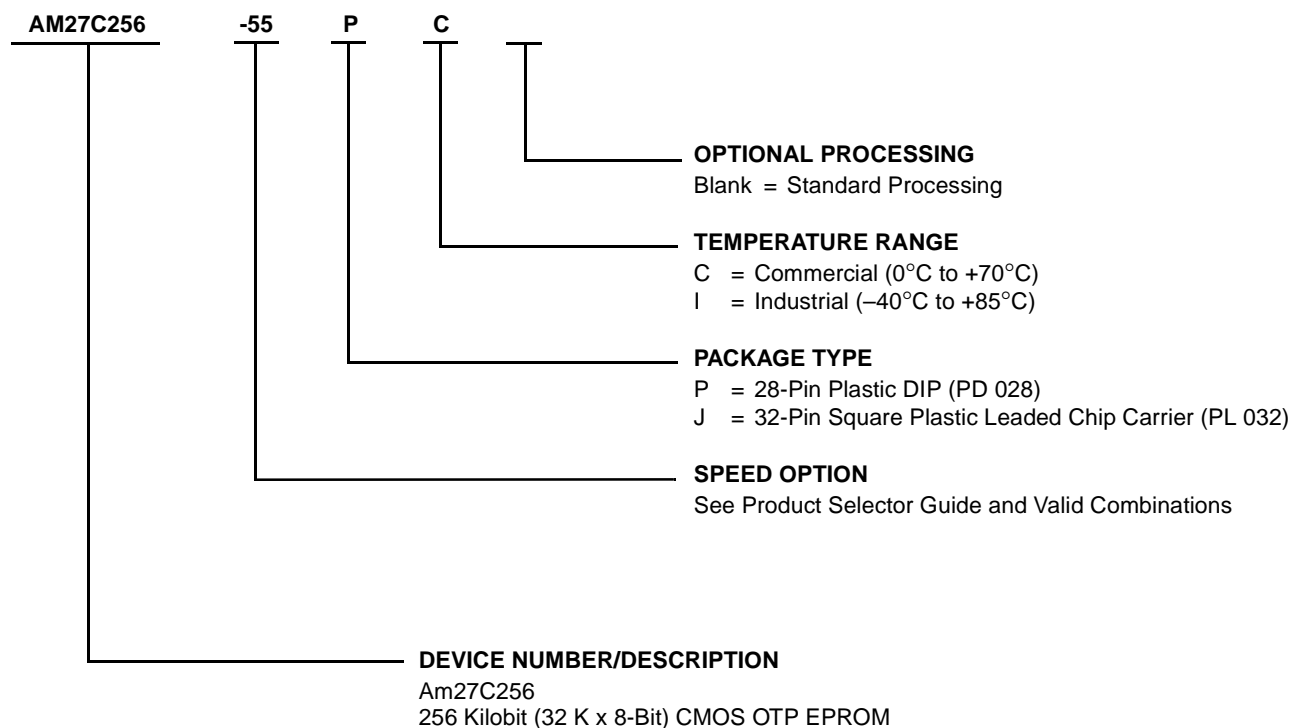 AM27C256 -55 P C
OPTIONAL PROCESSING
Blank = Standard Processing
TEMPERATURE RANGE
C = Commercial (0°C to +70°C)
I = Industrial (–40°C to +85°C)
PACKAGE TYPE
P = 28-Pin Plastic DIP (PD 028)
J = 32-Pin Square Plastic Leaded Chip Carrier (PL 032)
SPEED OPTION
See Product Selector Guide and Valid Combinations
DEVICE NUMBER/DESCRIPTION
Am27C256
256 Kilobit (32 K x 8-Bit) CMOS OTP EPROM